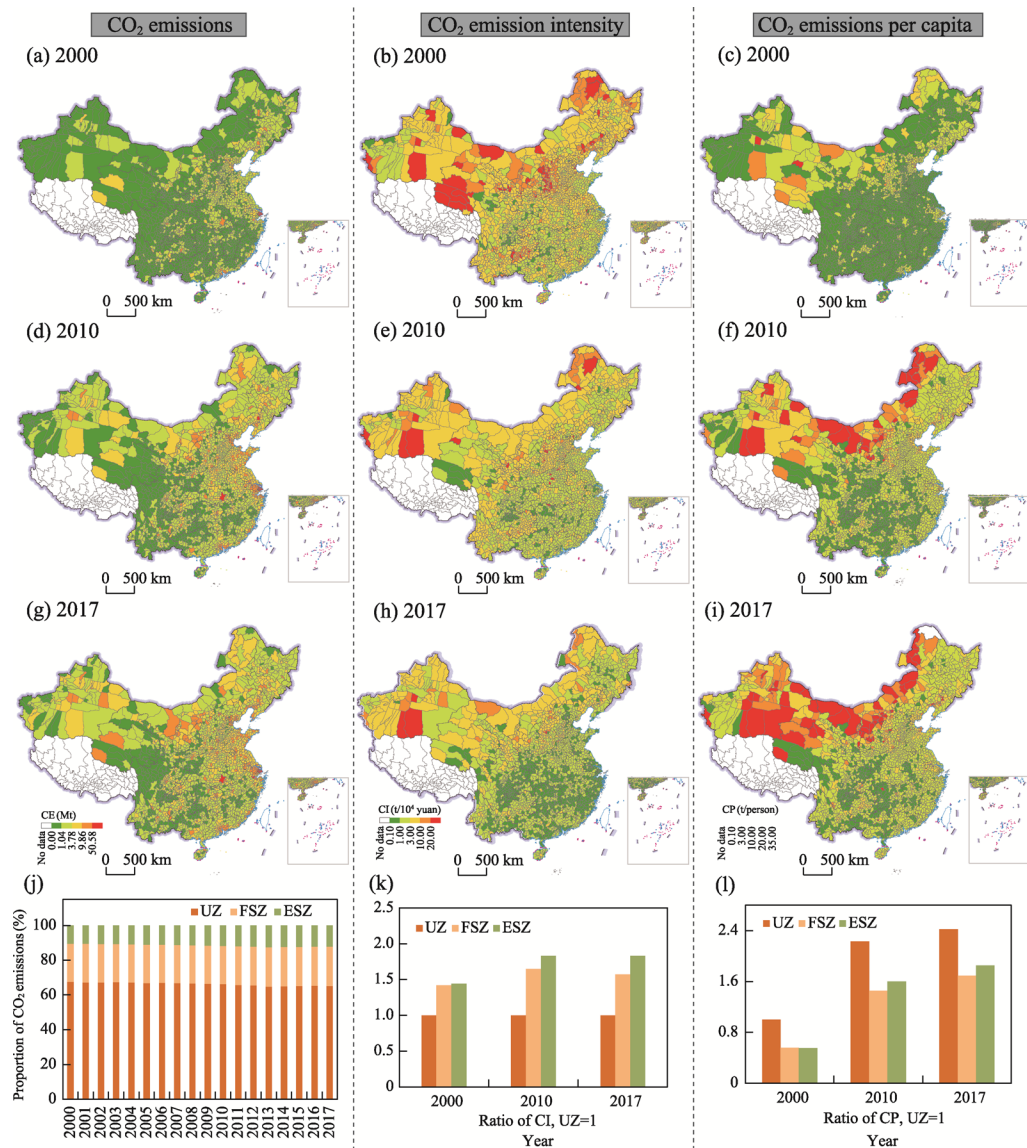 CO₂ emissions
CO₂ emission intensity
CO₂ emissions per capita
(a) 2000
(b) 2000
(c) 2000
0 500 km
0 500 km
0 500 km
(d) 2010
(e) 2010
(f) 2010
0 500 km
0 500 km
0 500 km
(g) 2017
(h) 2017
(i) 2017
CE (Mt)
No data
0.00
1.04
3.78
9.86
50.58
0 500 km
CI (t/10⁴ yuan)
No data
0.10
1.00
3.00
10.00
20.00
0 500 km
CP (t/person)
No data
0.10
3.00
10.00
20.00
35.00
0 500 km
(j)
UZ FSZ ESZ
Proportion of CO₂ emissions (%)
100
80
60
40
20
0
2000 2001 2002 2003 2004 2005 2006 2007 2008 2009 2010 2011 2012 2013 2014 2015 2016 2017
(k)
UZ FSZ ESZ
2.5
2.0
1.5
1.0
0.5
0
2000 2010 2017
Ratio of CI, UZ=1
Year
(l)
UZ FSZ ESZ
2.4
1.6
0.8
0
2000 2010 2017
Ratio of CP, UZ=1
Year